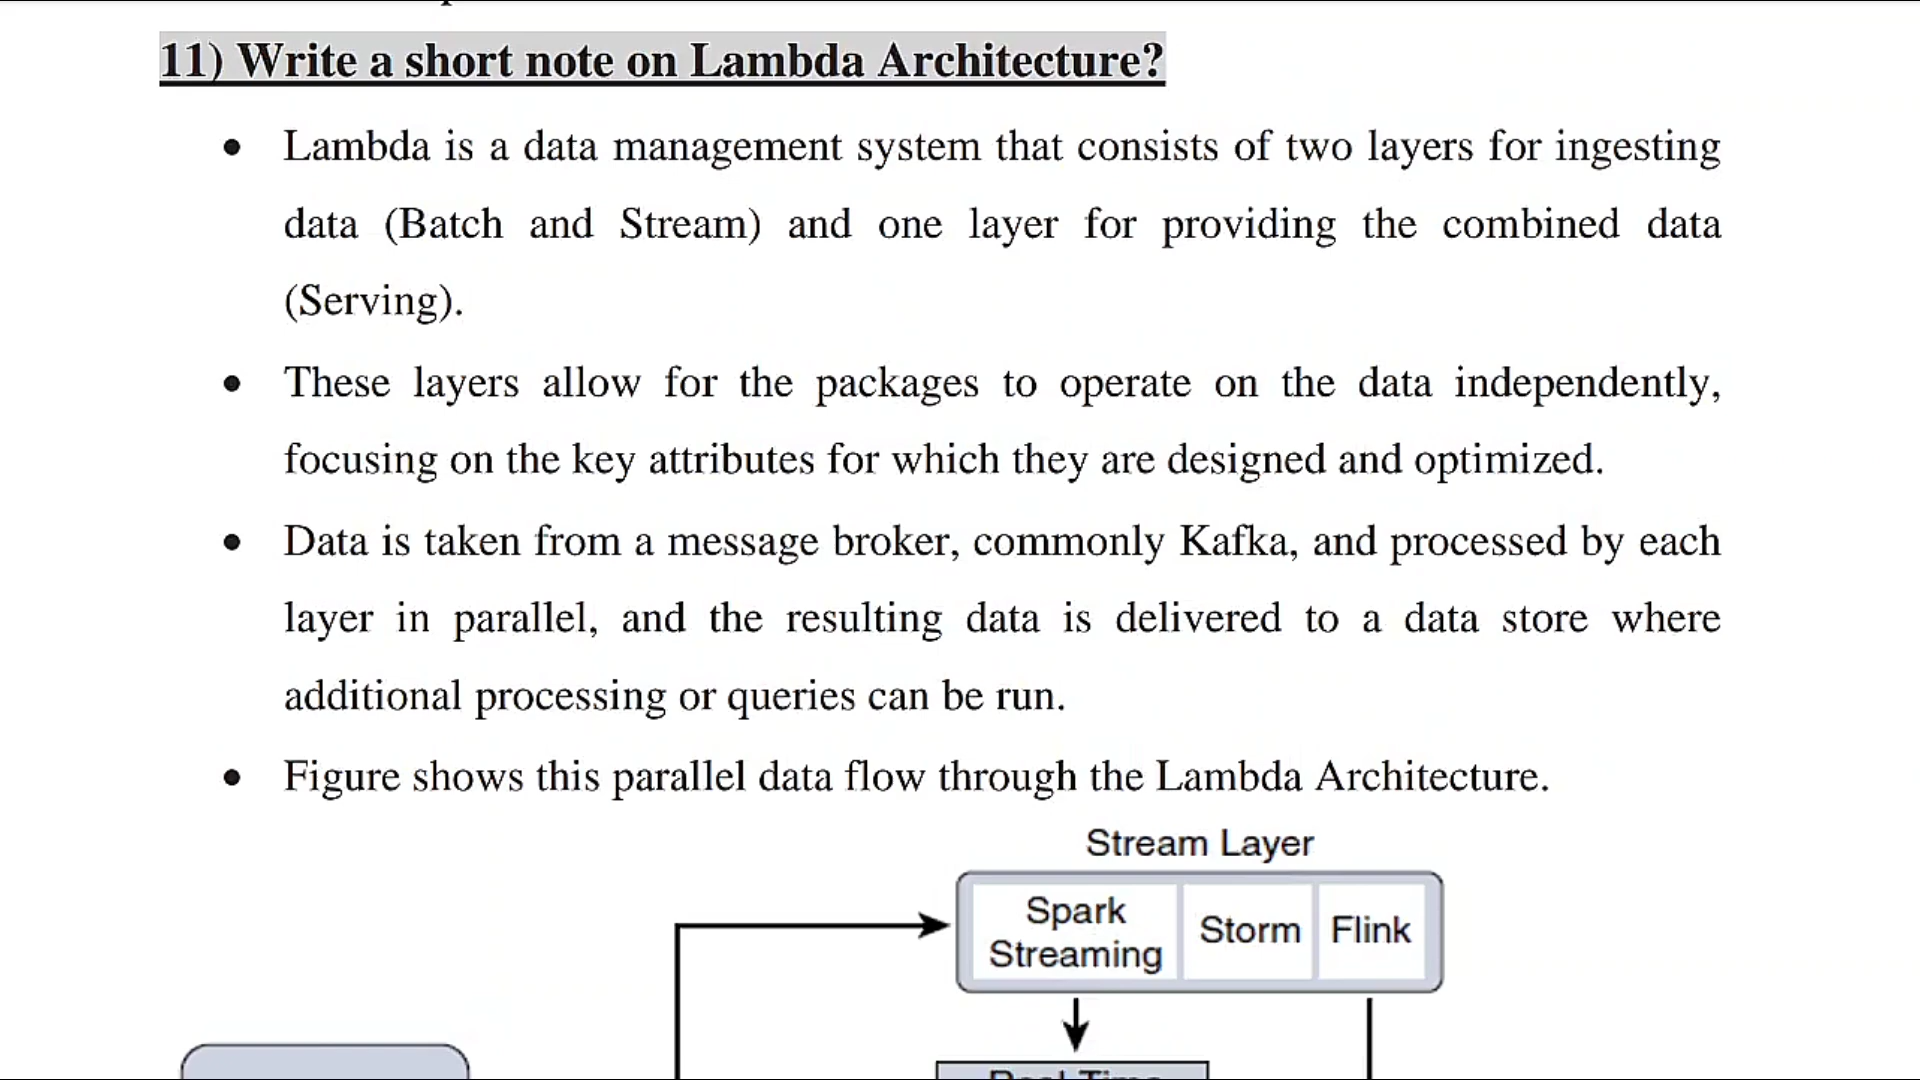 11) Write a short note on Lambda Architecture?
• Lambda is a data management system that consists of two layers for ingesting
data (Batch and Stream) and one layer for providing the combined data
(Serving).
• These layers allow for the packages to operate on the data independently,
focusing on the key attributes for which they are designed and optimized.
• Data is taken from a message broker, commonly Kafka, and processed by each
layer in parallel, and the resulting data is delivered to a data store where
additional processing or queries can be run.
• Figure shows this parallel data flow through the Lambda Architecture.
Stream Layer
Spark
Streaming
Storm
Flink